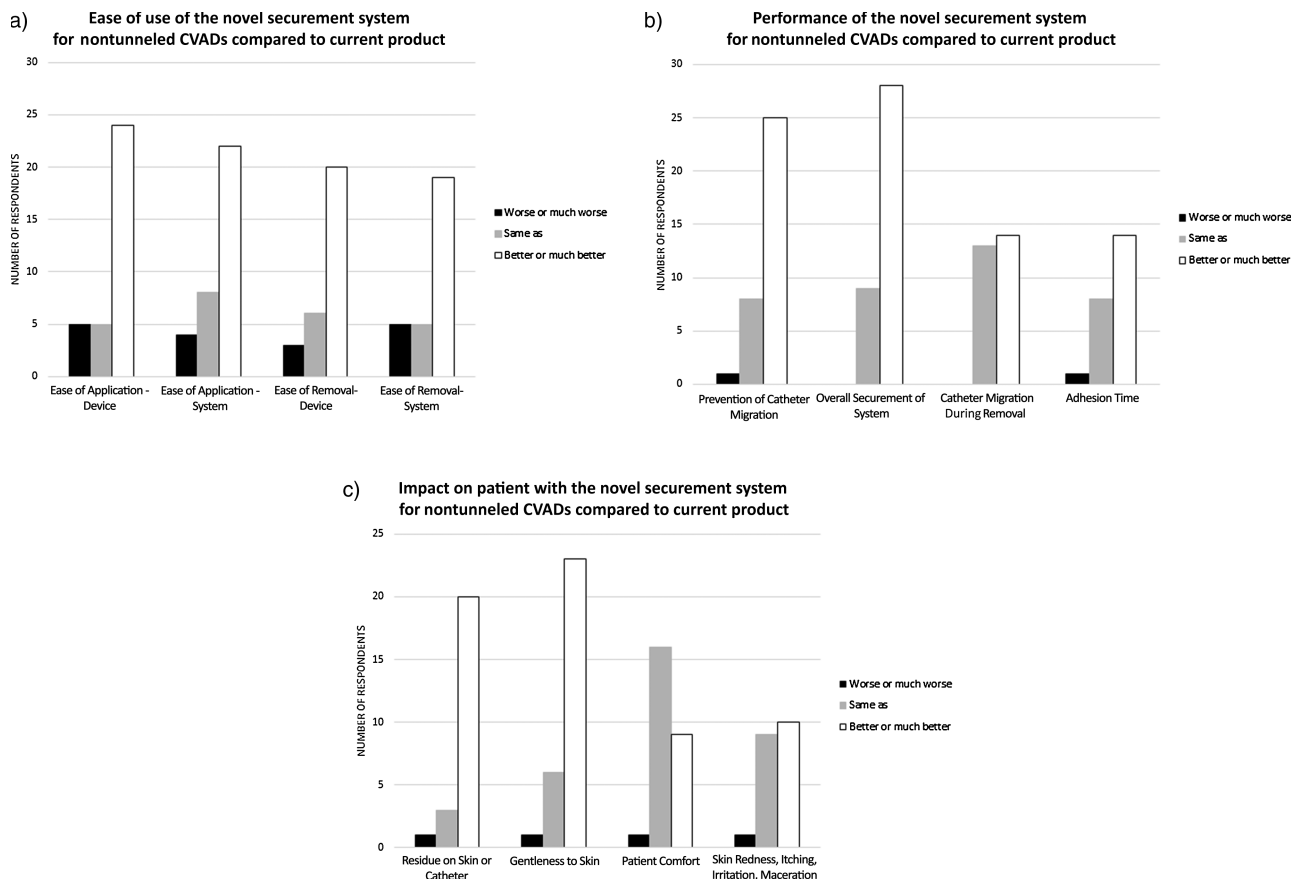 a)
Ease of use of the novel securement system
for nontunneled CVADs compared to current product
30
25
20
15
10
5
0
NUMBER OF RESPONDENTS
Ease of Application -
Device
Ease of Application -
System
Ease of Removal-
Device
Ease of Removal-
System
Worse or much worse
Same as
Better or much better
b)
Performance of the novel securement system
for nontunneled CVADs compared to current product
30
25
20
15
10
5
0
NUMBER OF RESPONDENTS
Prevention of Catheter
Migration
Overall Securement of
System
Catheter Migration
During Removal
Adhesion Time
Worse or much worse
Same as
Better or much better
c)
Impact on patient with the novel securement system
for nontunneled CVADs compared to current product
25
20
15
10
5
0
NUMBER OF RESPONDENTS
Residue on Skin or
Catheter
Gentleness to Skin
Patient Comfort
Skin Redness, Itching,
Irritation, Maceration
Worse or much worse
Same as
Better or much better